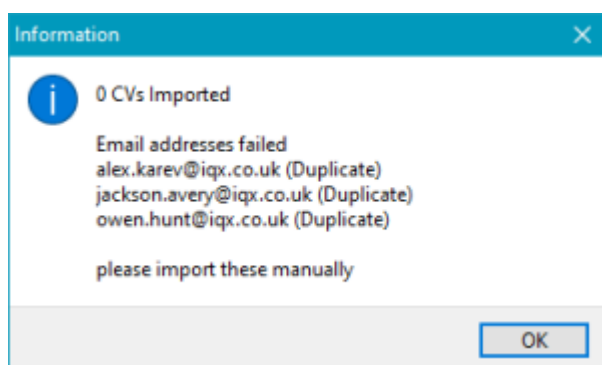 Information
0 CVs Imported
Email addresses failed
alex.karev@iqx.co.uk (Duplicate)
jackson.avery@iqx.co.uk (Duplicate)
owen.hunt@iqx.co.uk (Duplicate)
please import these manually
OK